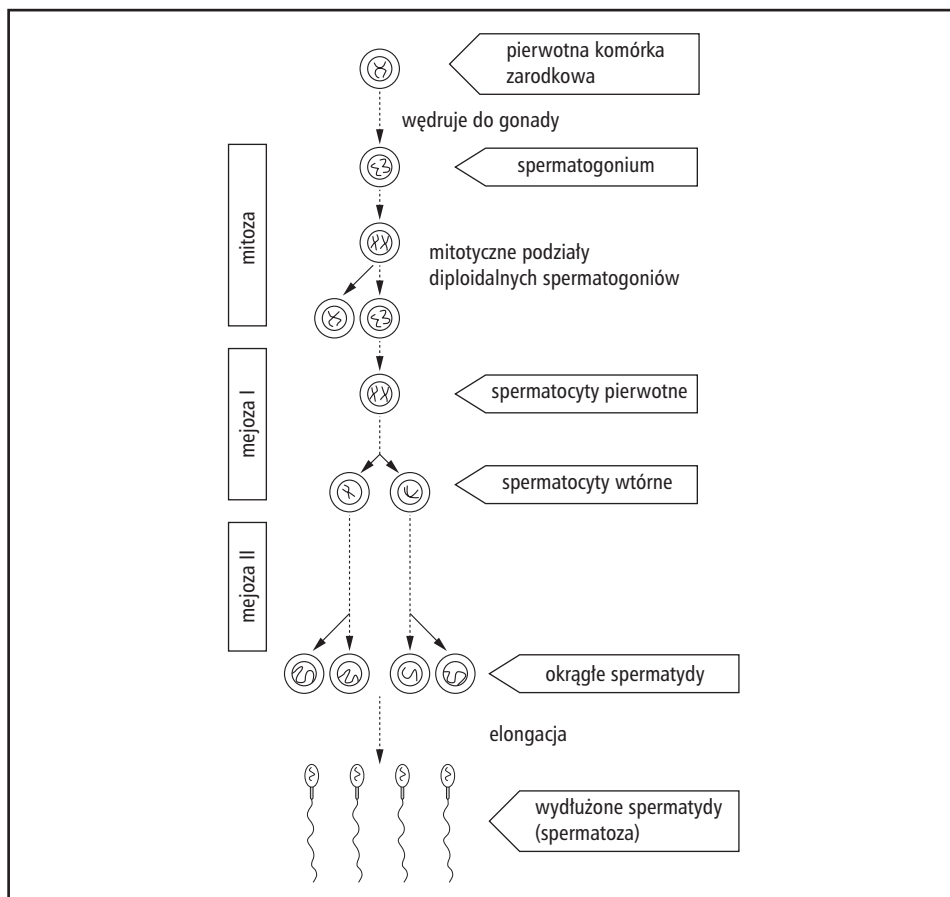 pierwotna komórka
zarodkowa
wędruje do gonady
spermatogonium
mitoza
mitotyczne podziały
diploidalnych spermatogoniów
mejoza I
spermatocyty pierwotne
spermatocyty wtórne
mejoza II
okrągłe spermatydy
elongacja
wydłużone spermatydy
(spermatoza)